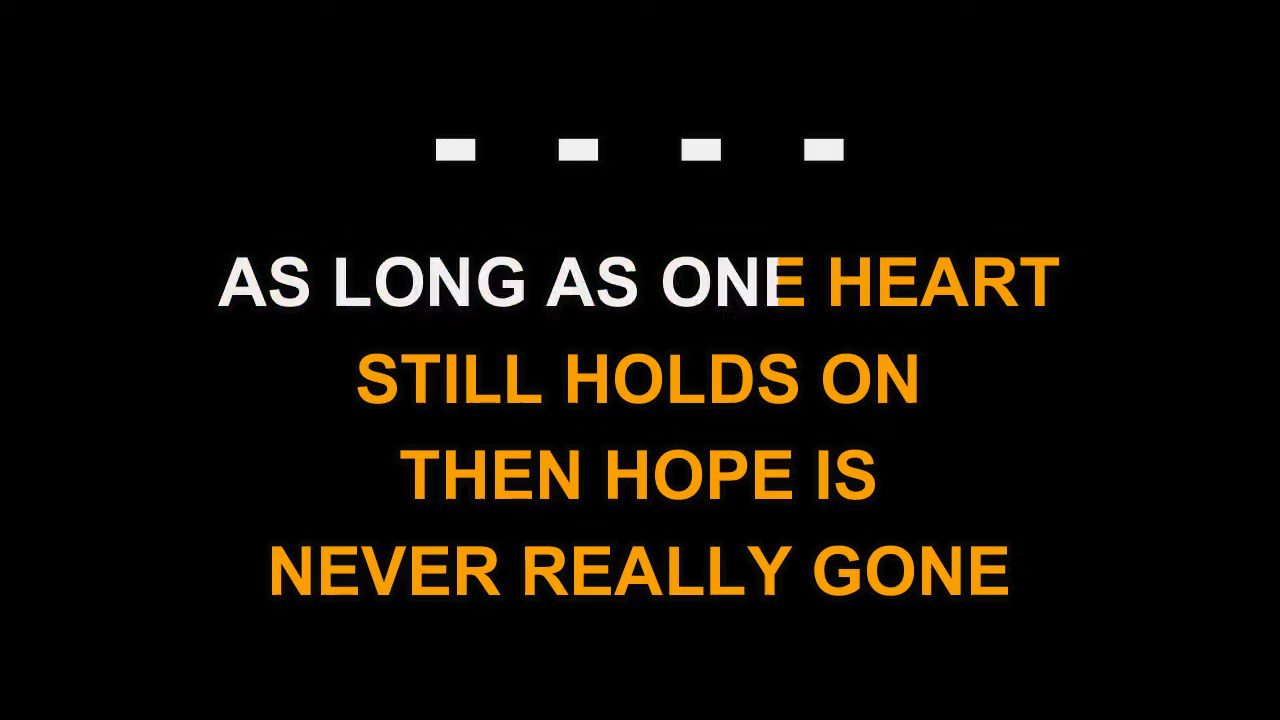 AS LONG AS ONE HEART
STILL HOLDS ON
THEN HOPE IS
NEVER REALLY GONE